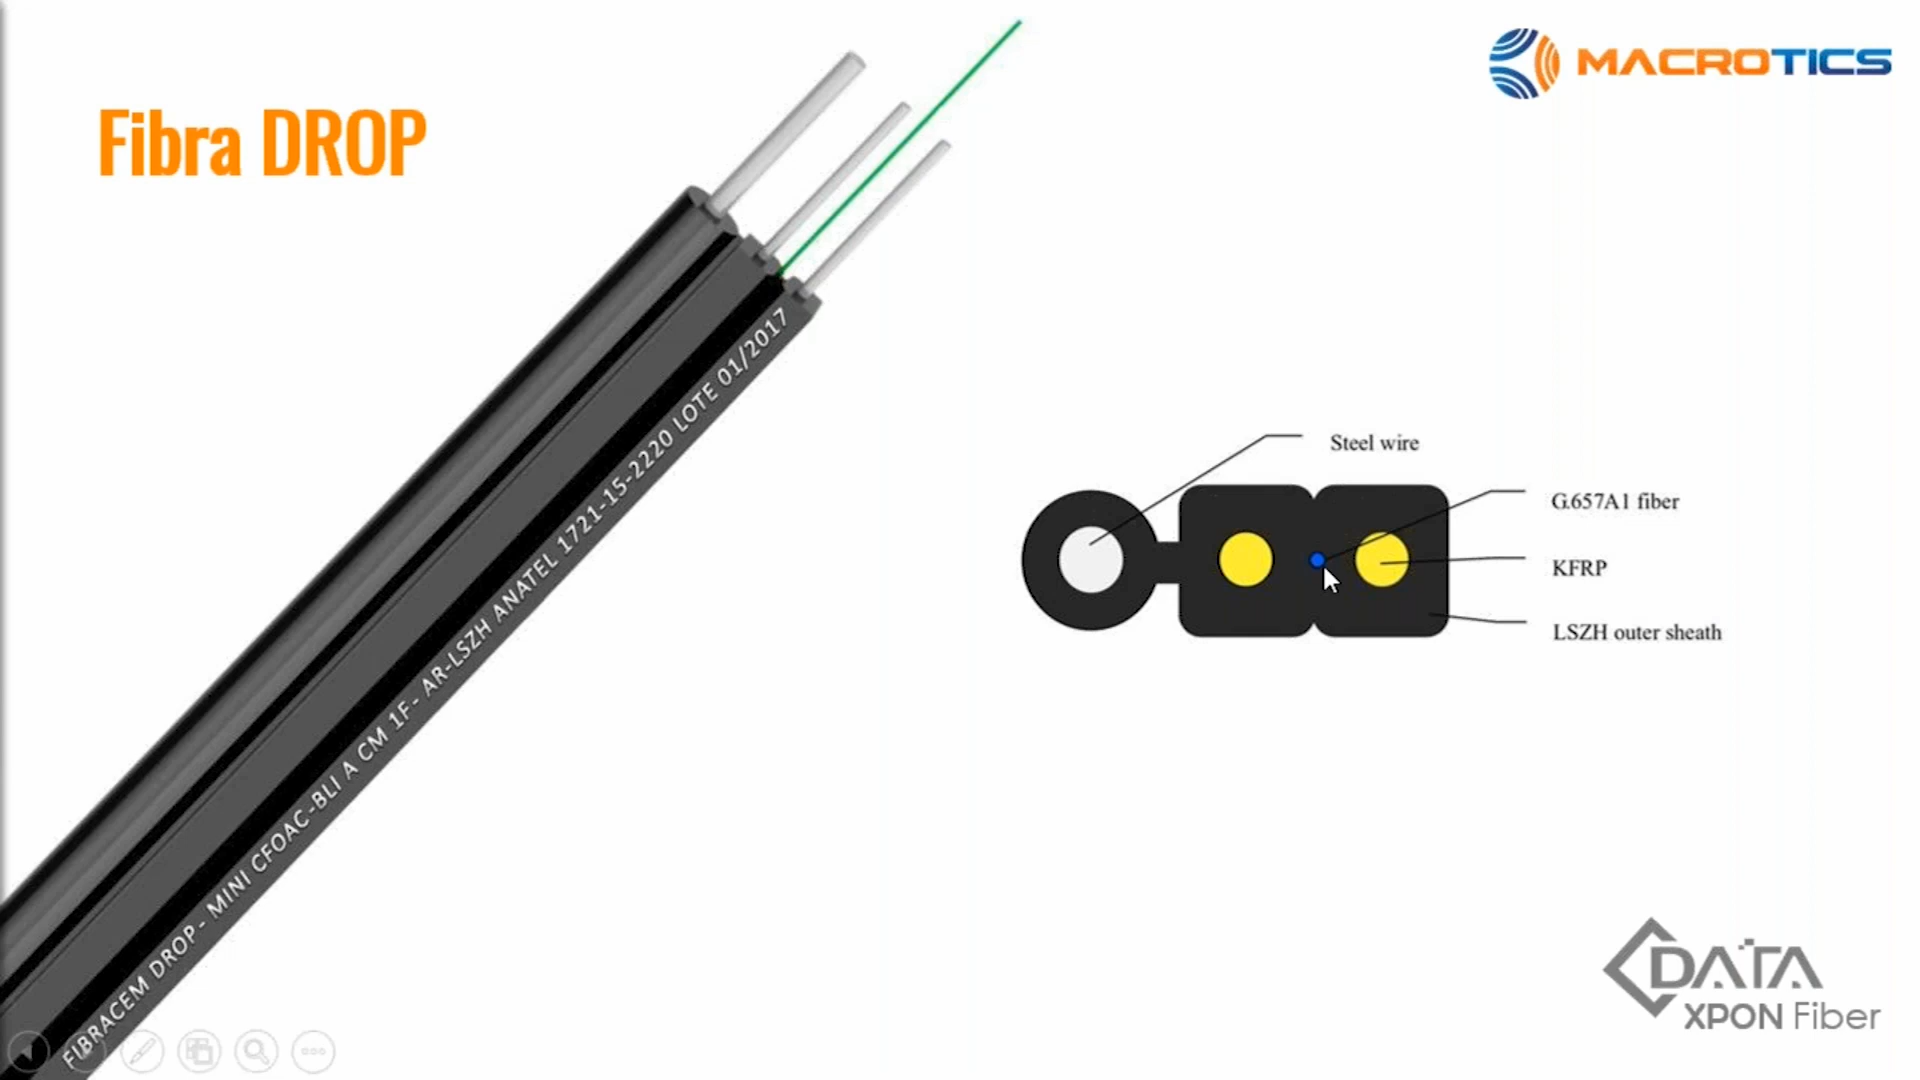 MACROTICS
Fibra DROP
FIBRACEM DROP- MINI CFOAC-BLI A CM 1F- AR-LSZH ANATEL 1721-15-2220 LOTE 01/2017
Steel wire
G.657A1 fiber
KFRP
LSZH outer sheath
DATA
XPON Fiber